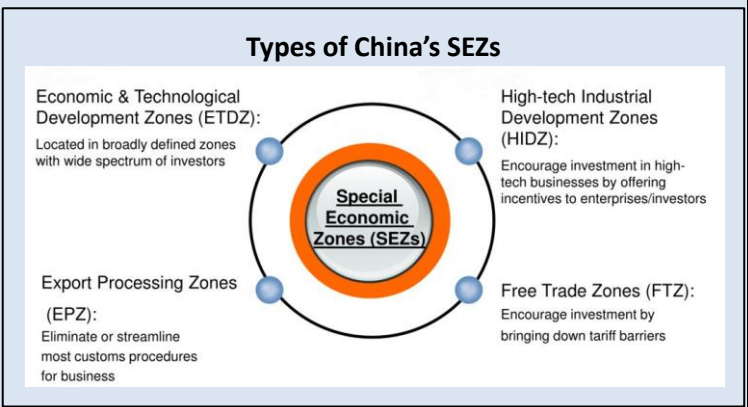 Types of China’s SEZs
Economic & Technological
Development Zones (ETDZ):
Located in broadly defined zones
with wide spectrum of investors
High-tech Industrial
Development Zones
(HIDZ):
Encourage investment in high-
tech businesses by offering
incentives to enterprises/investors
Special
Economic
Zones (SEZs)
Export Processing Zones
(EPZ):
Eliminate or streamline
most customs procedures
for business
Free Trade Zones (FTZ):
Encourage investment by
bringing down tariff barriers